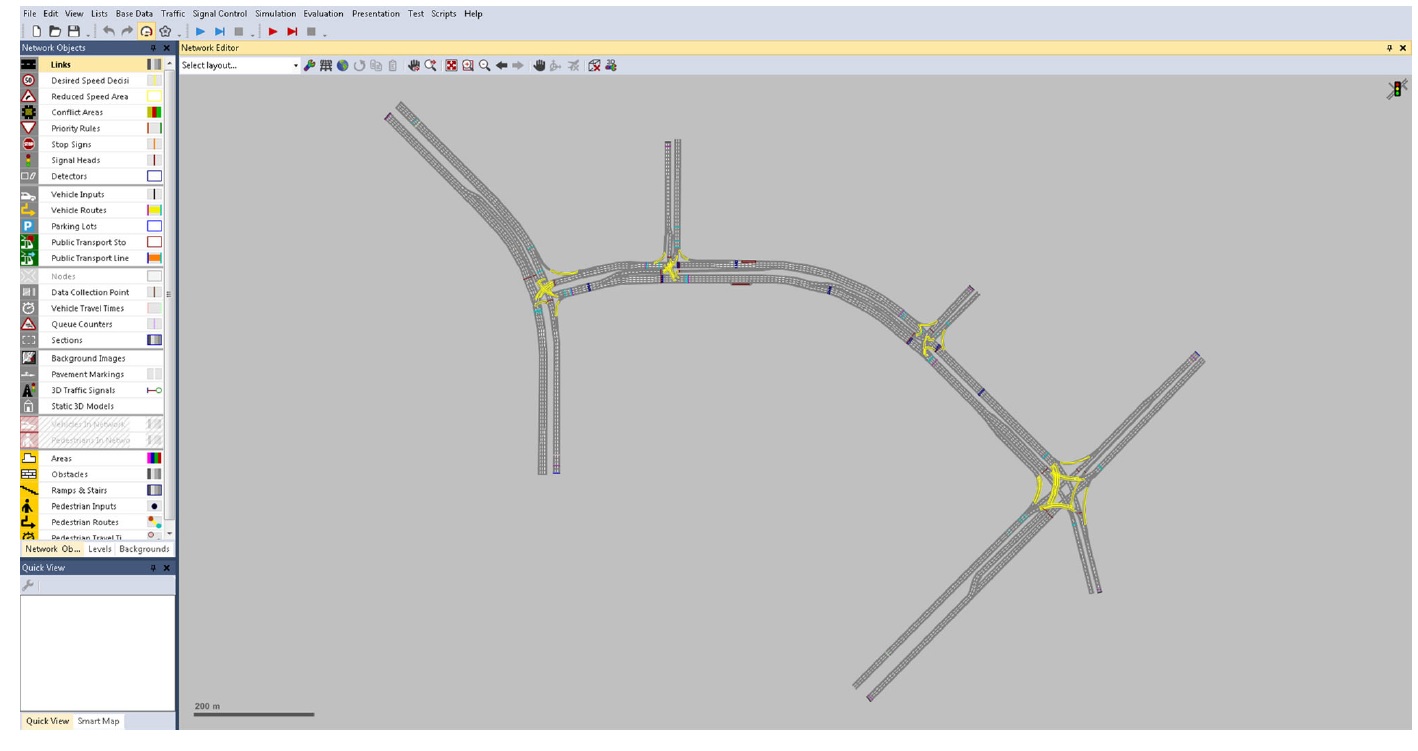 File Edit View Lists Base Data Traffic Signal Control Simulation Evaluation Presentation Test Scripts Help
Network Objects
Network Editor
Select layout...
Links
Desired Speed Decisi
Reduced Speed Area
Conflict Areas
Priority Rules
Stop Signs
Signal Heads
Detectors
Vehicle Inputs
Vehicle Routes
Parking Lots
Public Transport Sto
Public Transport Line
Nodes
Data Collection Point
Vehicle Travel Times
Queue Counters
Sections
Background Images
Pavement Markings
3D Traffic Signals
Static 3D Models
Vehicles In Network
Pedestrians In Netwo
Areas
Obstacles
Ramps & Stairs
Pedestrian Inputs
Pedestrian Routes
Pedestrian Travel Ti
Network Ob... Levels Backgrounds
Quick View
200 m
Quick View Smart Map